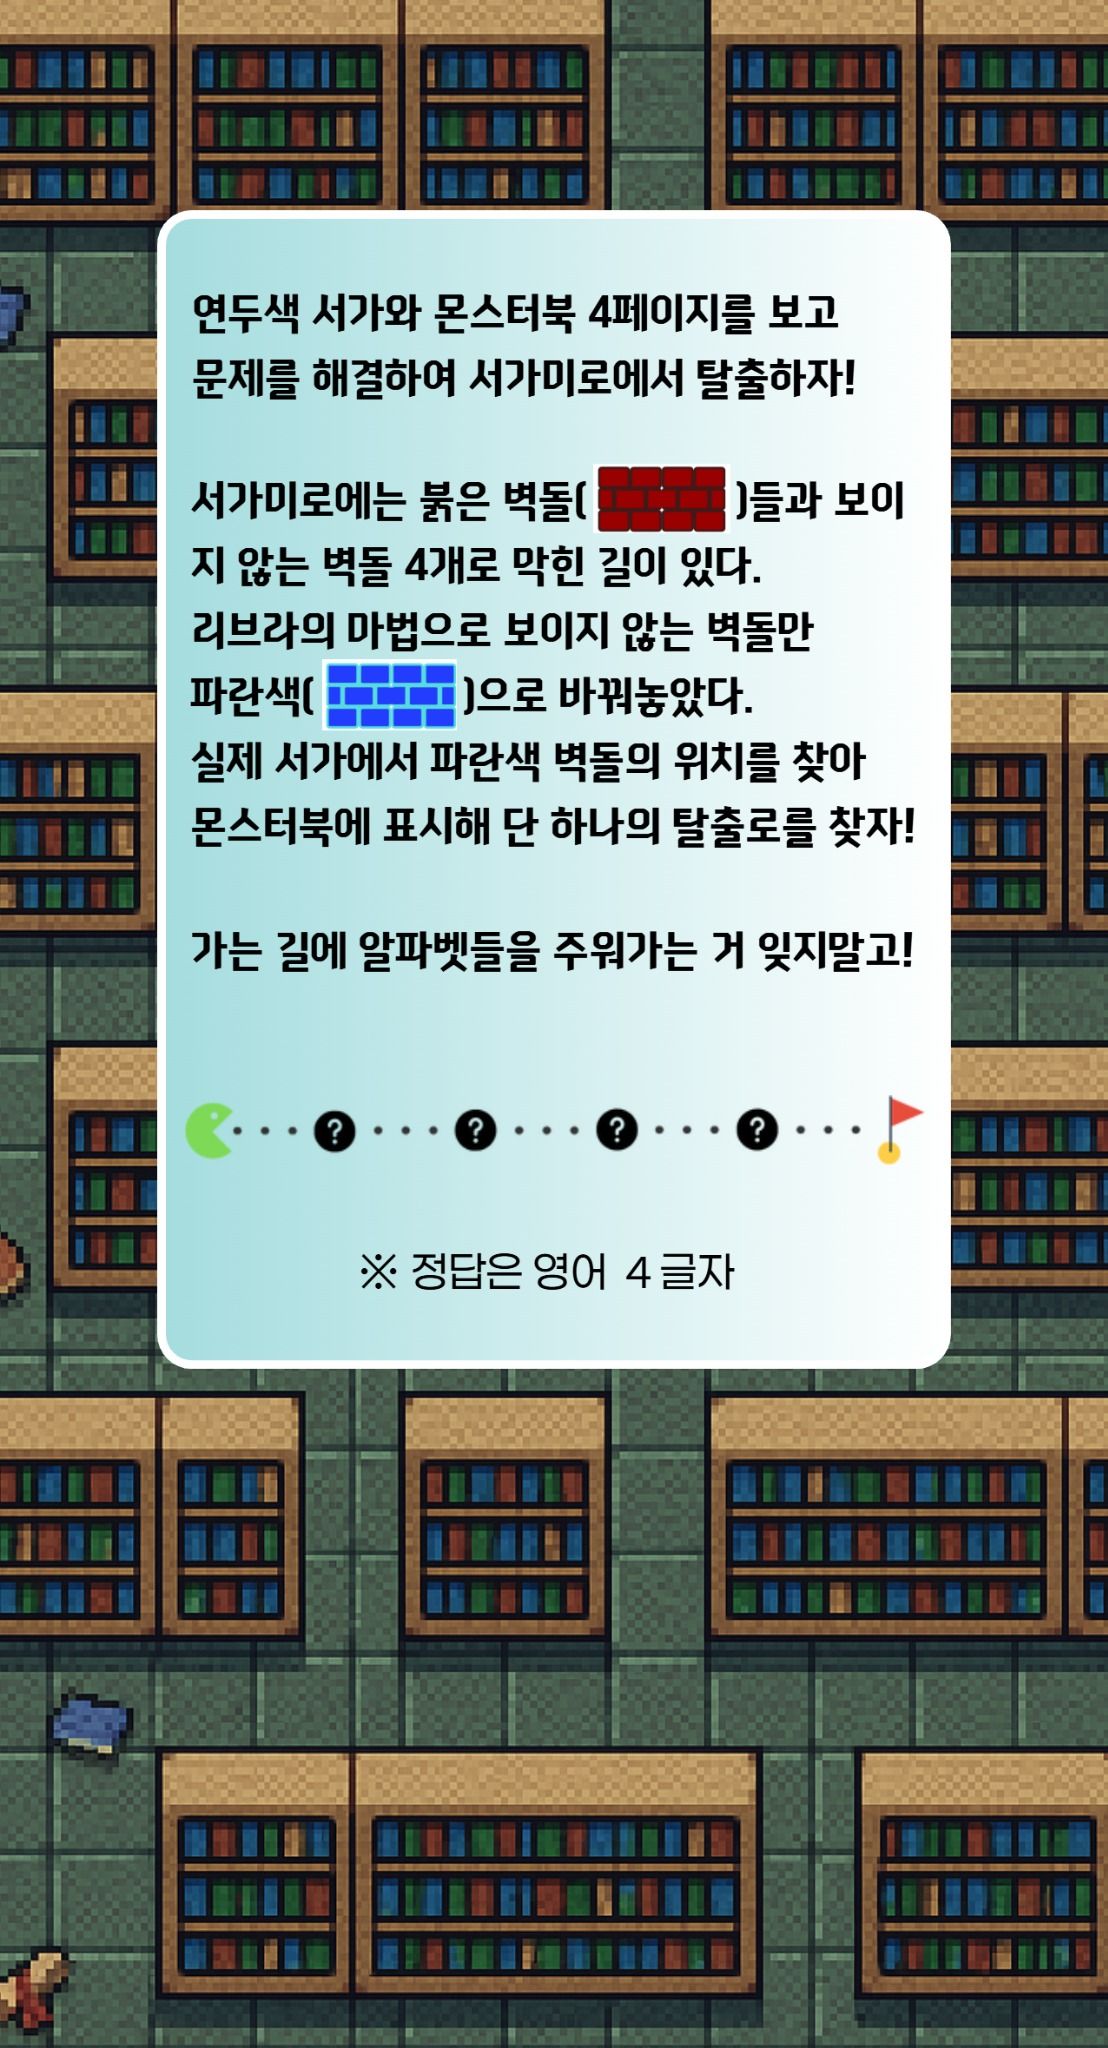 연두색 서가와 몬스터북 4페이지를 보고
문제를 해결하여 서가미로에서 탈출하자!
서가미로에는 붉은 벽돌( )들과 보이
지 않는 벽돌 4개로 막힌 길이 있다.
리브라의 마법으로 보이지 않는 벽돌만
파란색( )으로 바꿔놓았다.
실제 서가에서 파란색 벽돌의 위치를 찾아
몬스터북에 표시해 단 하나의 탈출로를 찾자!
가는 길에 알파벳들을 주워가는 거 잊지말고!
? ? ? ?
※ 정답은 영어 4 글자